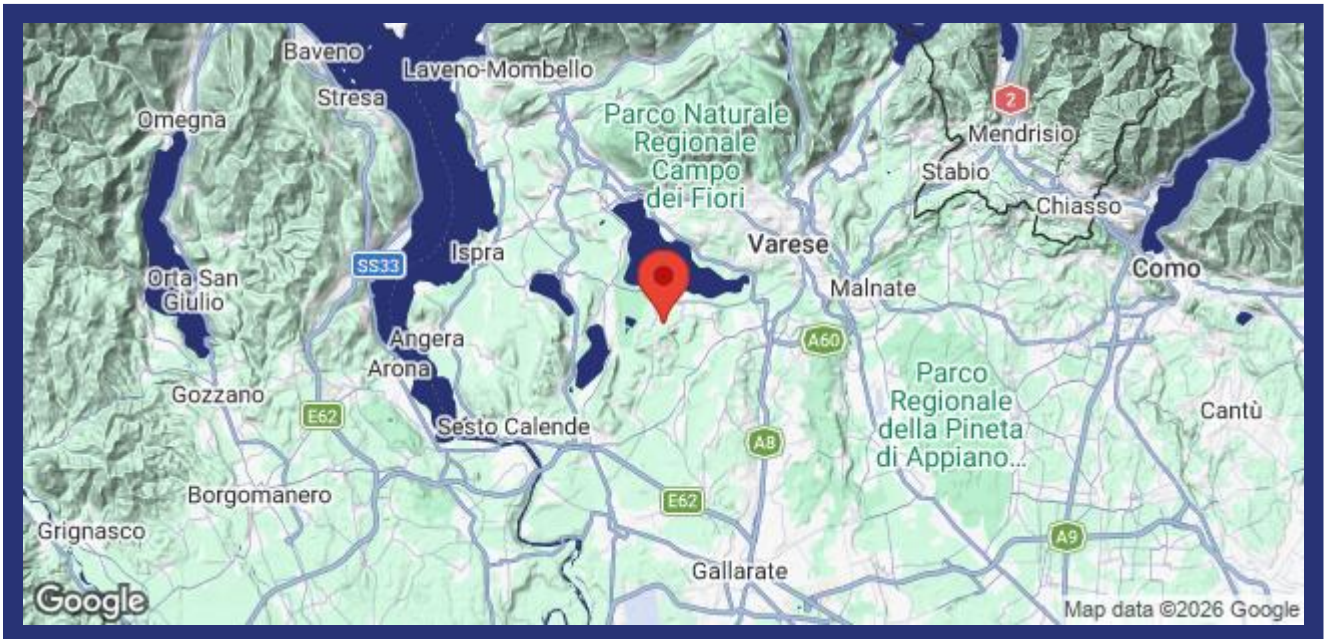 Baveno
Laveno-Mombello
Stresa
Omegna
2
Parco Naturale
Regionale
Campo
dei Fiori
Mendrisio
Stabio
Chiasso
Ispra
Varese
SS33
Orta San
Giulio
Como
Malnate
Angera
A60
Arona
Gozzano
Parco
Regionale
della Pineta
di Appiano...
E62
Cantù
Sesto Calende
A8
Borgomanero
E62
Grignasco
A9
Gallarate
Google
Map data ©2026 Google